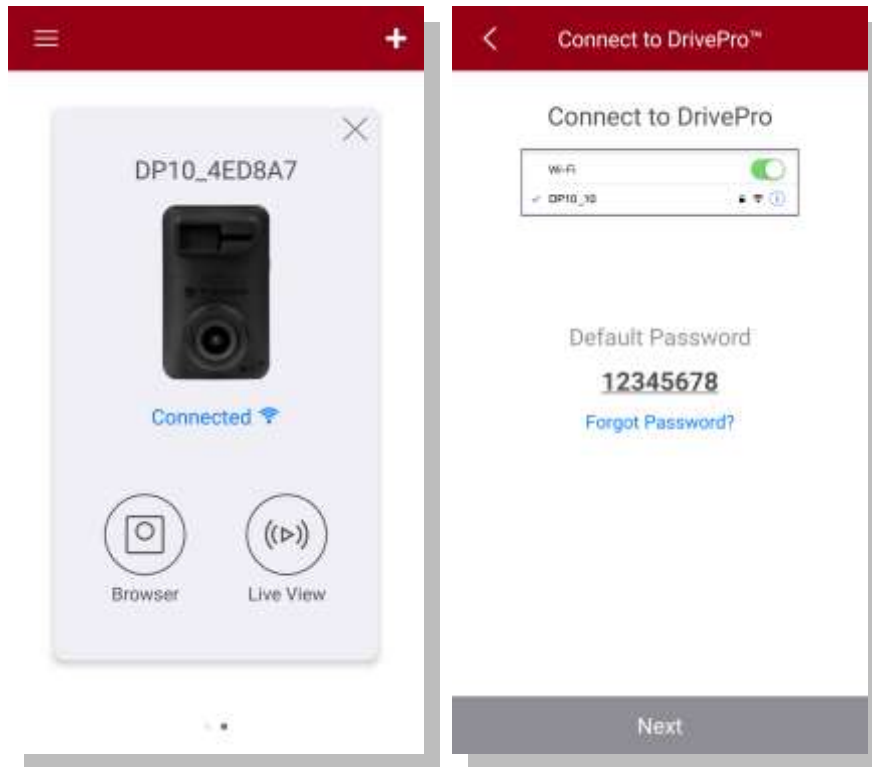 DP10_4ED8A7
Connected
Browser
Live View
Connect to DrivePro™
Connect to DrivePro
Wi-Fi
DP10_10
Default Password
12345678
Forgot Password?
Next